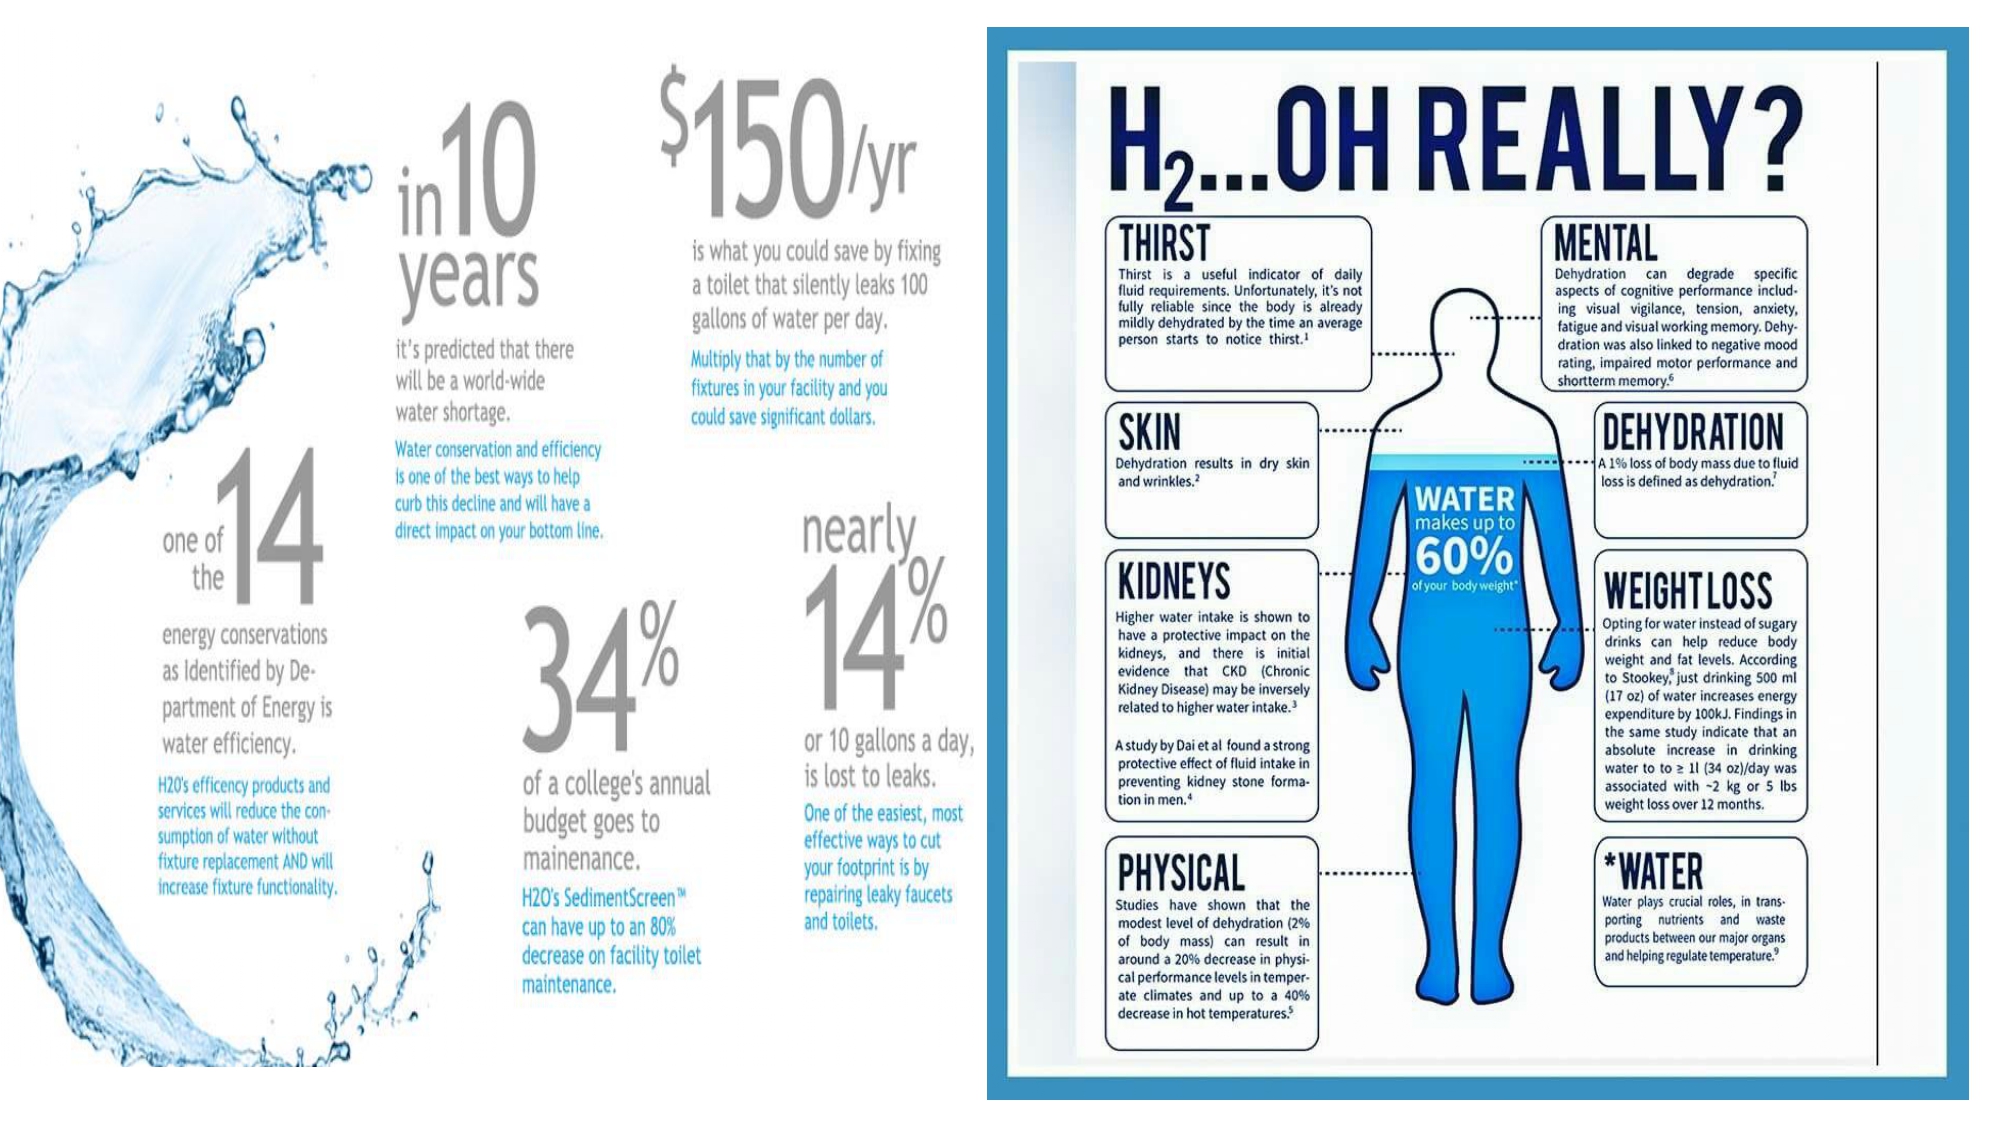 in 10
years
it's predicted that there
will be a world-wide
water shortage.
Water conservation and efficiency
is one of the best ways to help
curb this decline and will have a
direct impact on your bottom line.
$150/yr
is what you could save by fixing
a toilet that silently leaks 100
gallons of water per day.
Multiply that by the number of
fixtures in your facility and you
could save significant dollars.
one of
the 14
energy conservations
as Identified by De-
partment of Energy is
water efficiency.
H2O's efficency products and
services will reduce the con-
sumption of water without
fixture replacement AND will
increase fixture functionality.
34%
of a college's annual
budget goes to
mainenance.
H2O's SedimentScreen™
can have up to an 80%
decrease on facility toilet
maintenance.
nearly
14%
or 10 gallons a day,
is lost to leaks.
One of the easiest, most
effective ways to cut
your footprint is by
repairing leaky faucets
and toilets.
H2...OH REALLY?
THIRST
Thirst is a useful indicator of daily
fluid requirements. Unfortunately, it's not
fully reliable since the body is already
mildly dehydrated by the time an average
person starts to notice thirst.1
SKIN
Dehydration results in dry skin
and wrinkles.2
KIDNEYS
Higher water intake is shown to
have a protective impact on the
kidneys, and there is initial
evidence that CKD (Chronic
Kidney Disease) may be inversely
related to higher water intake.3
A study by Dai et al found a strong
protective effect of fluid intake in
preventing kidney stone forma-
tion in men.4
PHYSICAL
Studies have shown that the
modest level of dehydration (2%
of body mass) can result in
around a 20% decrease in physi-
cal performance levels in temper-
ate climates and up to a 40%
decrease in hot temperatures.5
WATER
makes up to
60%
of your body weight*
MENTAL
Dehydration can degrade specific
aspects of cognitive performance includ-
ing visual vigilance, tension, anxiety,
fatigue and visual working memory. Dehy-
dration was also linked to negative mood
rating, impaired motor performance and
shortterm memory.6
DEHYDRATION
A 1% loss of body mass due to fluid
loss is defined as dehydration.7
WEIGHT LOSS
Opting for water instead of sugary
drinks can help reduce body
weight and fat levels. According
to Stookey,8 just drinking 500 ml
(17 oz) of water increases energy
expenditure by 100kJ. Findings in
the same study indicate that an
absolute increase in drinking
water to to ≥ 1l (34 oz)/day was
associated with ~2 kg or 5 lbs
weight loss over 12 months.
*WATER
Water plays crucial roles, in trans-
porting nutrients and waste
products between our major organs
and helping regulate temperature.9